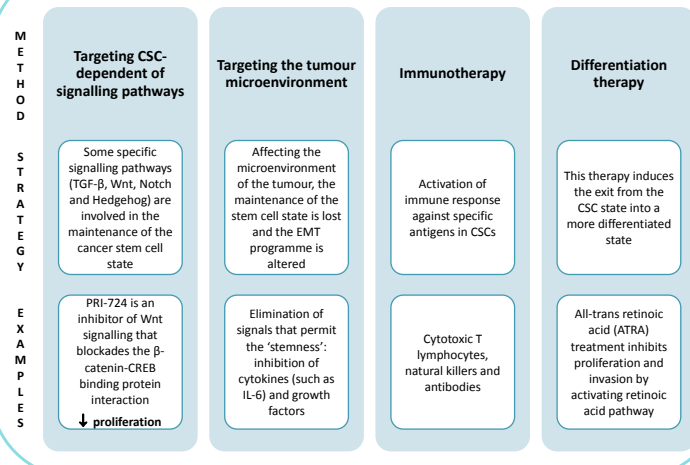 METHOD
Targeting CSC-
dependent of
signalling pathways
Targeting the tumour
microenvironment
Immunotherapy
Differentiation
therapy
STRATEGY
Some specific
signalling pathways
(TGF-β, Wnt, Notch
and Hedgehog) are
involved in the
maintenance of the
cancer stem cell
state
Affecting the
microenvironment
of the tumour, the
maintenance of the
stem cell state is lost
and the EMT
programme is
altered
Activation of
immune response
against specific
antigens in CSCs
This therapy induces
the exit from the
CSC state into a
more differentiated
state
EXAMPLES
PRI-724 is an
inhibitor of Wnt
signalling that
blockades the β-
catenin-CREB
binding protein
interaction
↓ proliferation
Elimination of
signals that permit
the ‘stemness’:
inhibition of
cytokines (such as
IL-6) and growth
factors
Cytotoxic T
lymphocytes,
natural killers and
antibodies
All-trans retinoic
acid (ATRA)
treatment inhibits
proliferation and
invasion by
activating retinoic
acid pathway